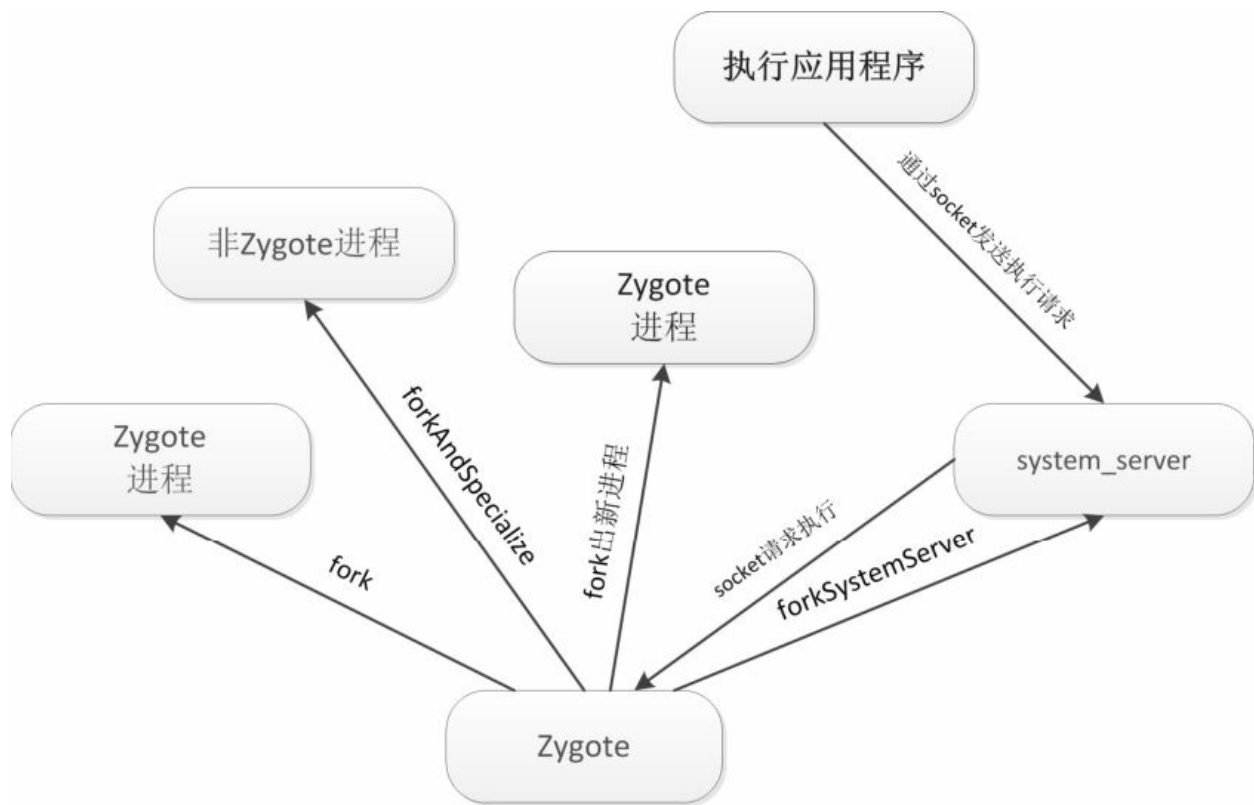 执行应用程序
通过socket发送执行请求
非Zygote进程
Zygote
进程
Zygote
进程
system_server
forkAndSpecialize
fork出新进程
socket请求执行
forkSystemServer
fork
Zygote